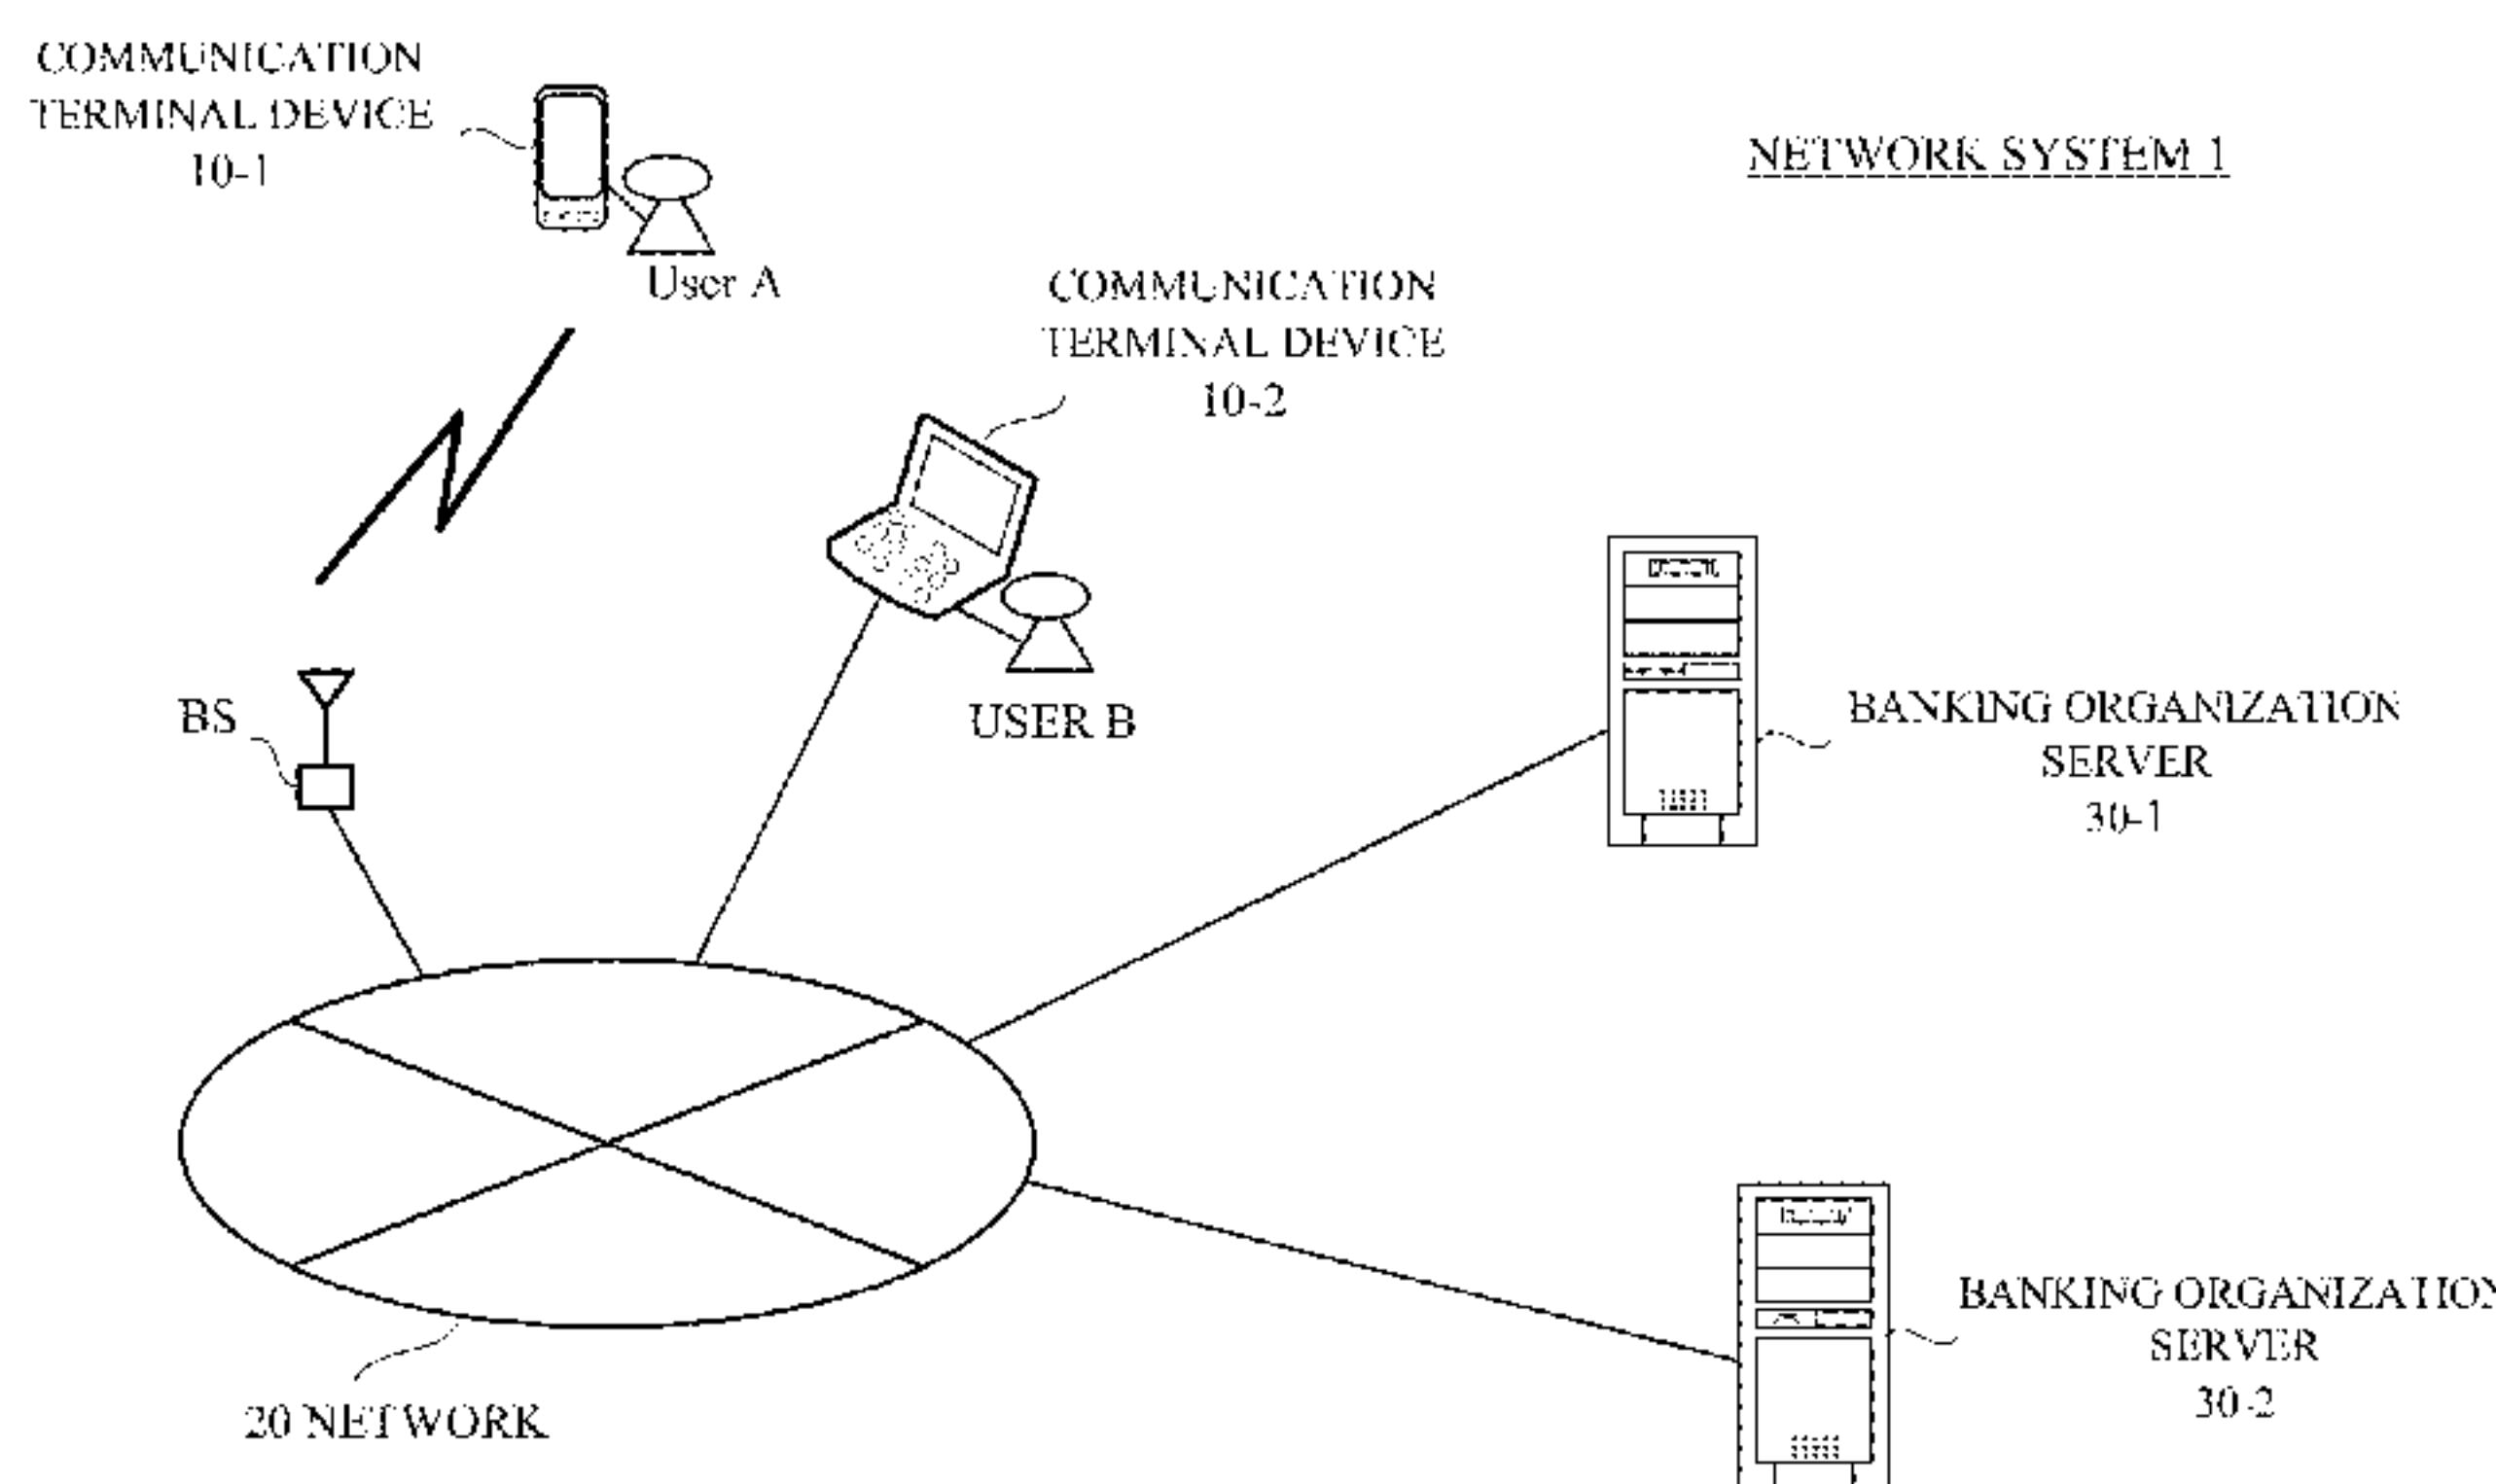 COMMUNICATION
TERMINAL DEVICE
10-1
User A
NETWORK SYSTEM 1
COMMUNICATION
TERMINAL DEVICE
10-2
USER B
BS
BANKING ORGANIZATION
SERVER
30-1
BANKING ORGANIZATION
SERVER
30-2
20 NETWORK